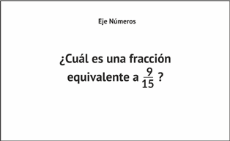 Eje Números
¿Cuál es una fracción
equivalente a 9/15 ?